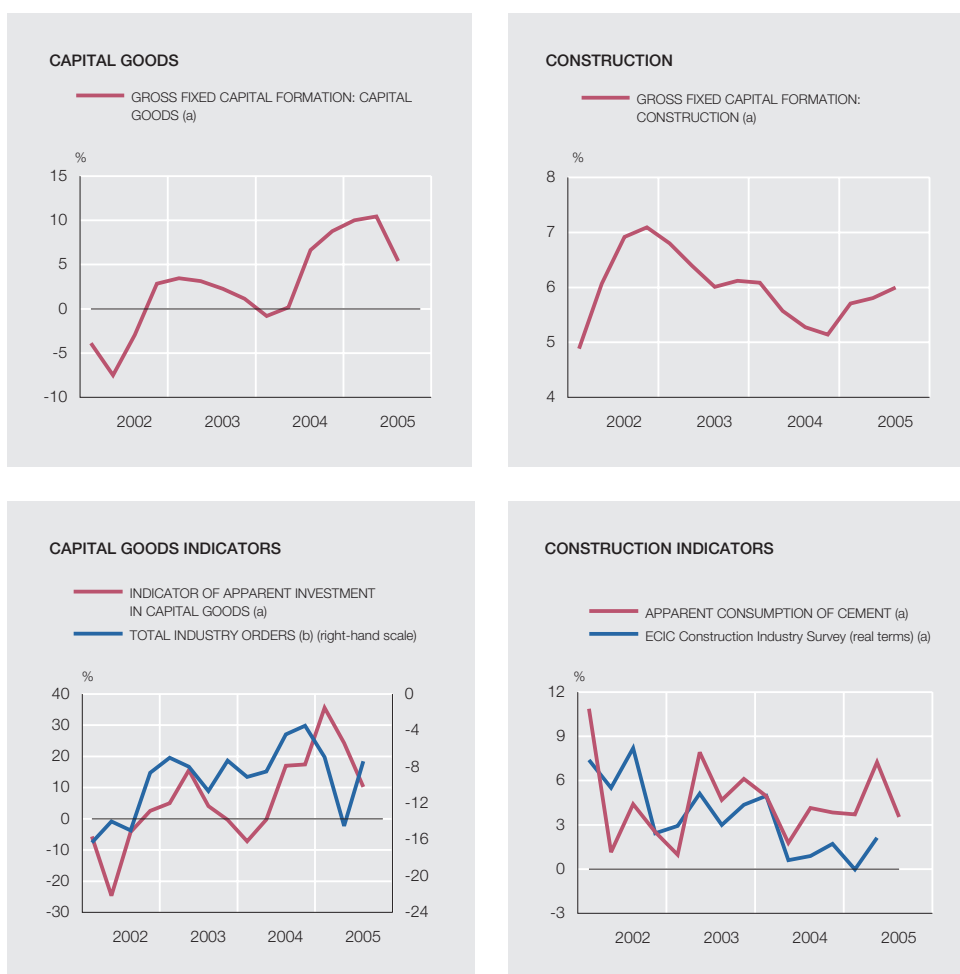 CAPITAL GOODS
GROSS FIXED CAPITAL FORMATION: CAPITAL
GOODS (a)
%
15
10
5
0
-5
-10
2002 2003 2004 2005
CONSTRUCTION
GROSS FIXED CAPITAL FORMATION:
CONSTRUCTION (a)
%
8
7
6
5
4
2002 2003 2004 2005
CAPITAL GOODS INDICATORS
INDICATOR OF APPARENT INVESTMENT
IN CAPITAL GOODS (a)
TOTAL INDUSTRY ORDERS (b) (right-hand scale)
%
40 0
30 -4
20 -8
10 -12
0 -16
-10
-20 -20
-30 -24
2002 2003 2004 2005
CONSTRUCTION INDICATORS
APPARENT CONSUMPTION OF CEMENT (a)
ECIC Construction Industry Survey (real terms) (a)
%
12
9
6
3
0
-3
2002 2003 2004 2005